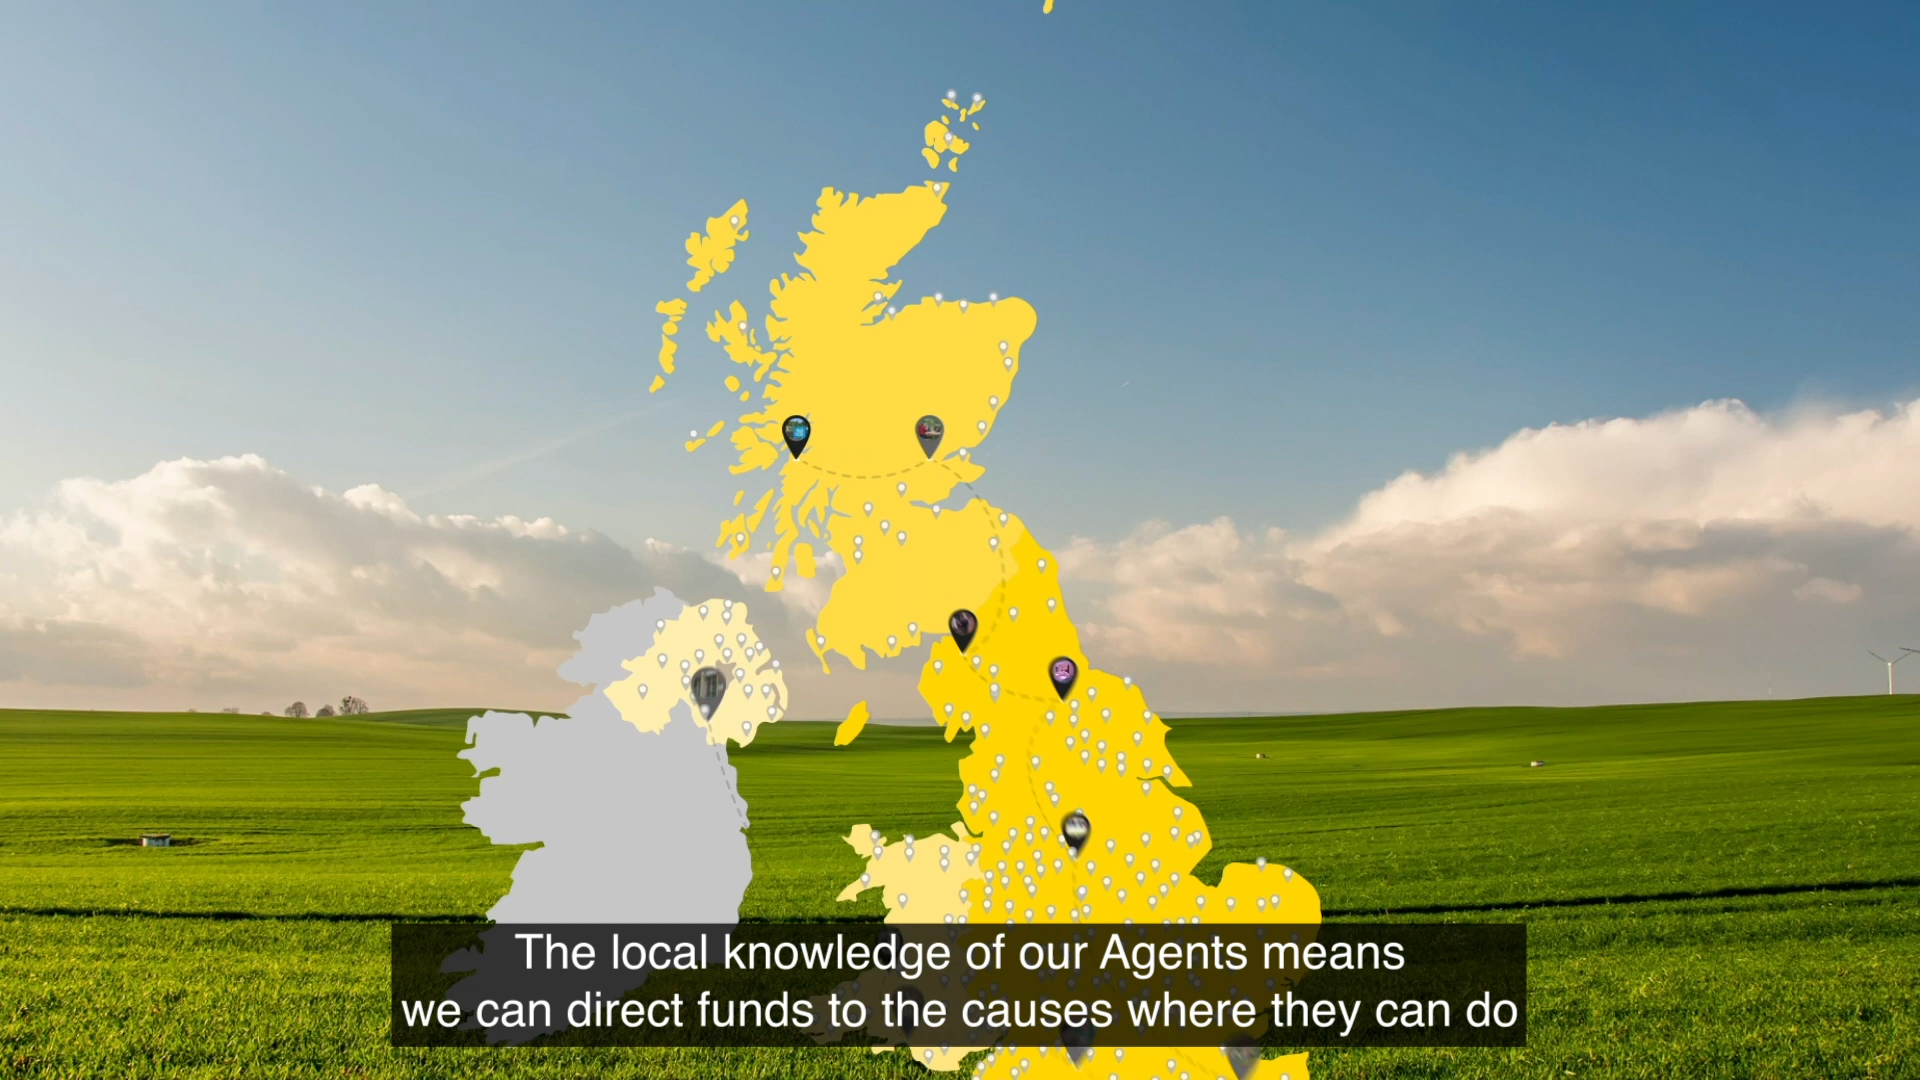 The local knowledge of our Agents means
we can direct funds to the causes where they can do